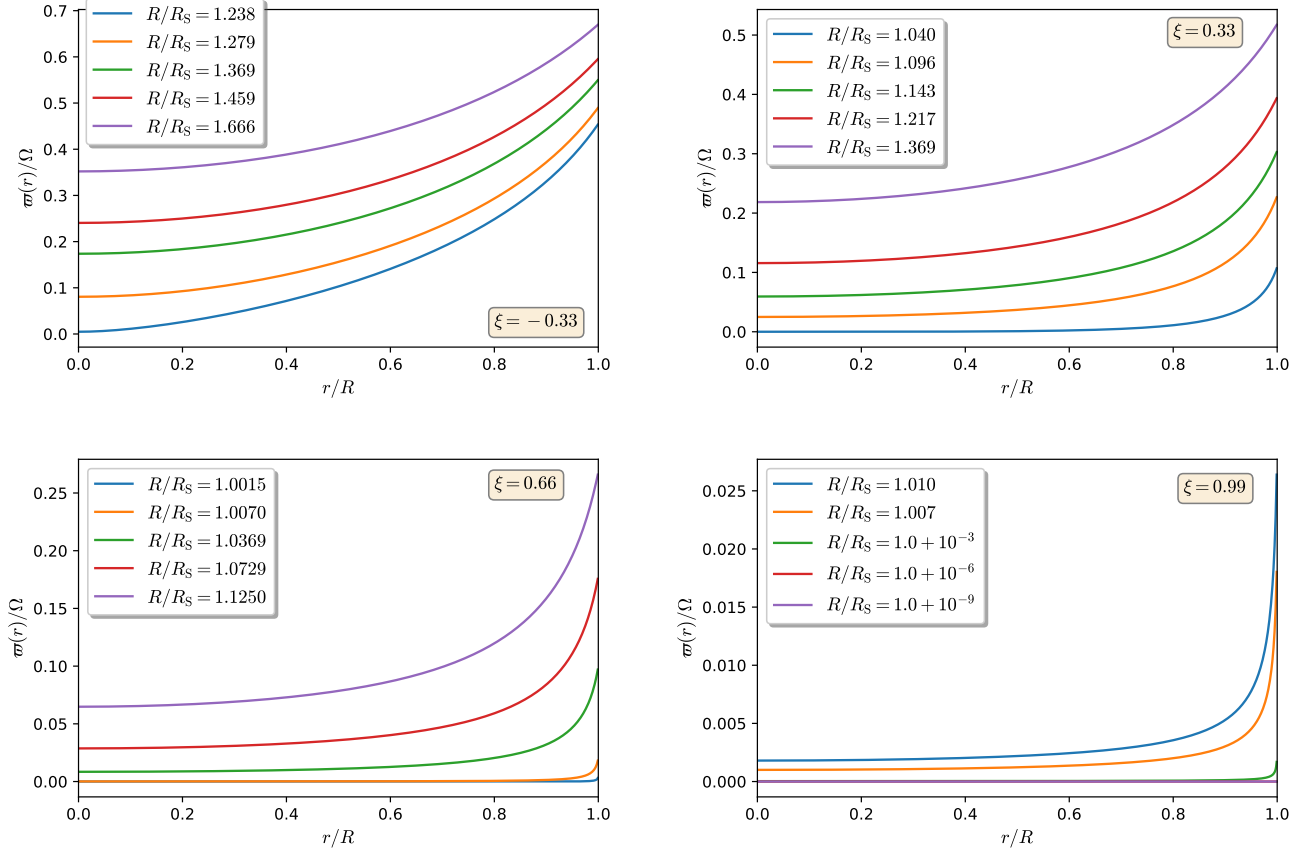 0.7
0.6
0.5
0.4
0.3
0.2
0.1
0.0
ϖ(r)/Ω
R/R_S = 1.238
R/R_S = 1.279
R/R_S = 1.369
R/R_S = 1.459
R/R_S = 1.666
ξ = −0.33
0.0 0.2 0.4 0.6 0.8 1.0
r/R
0.5
0.4
0.3
0.2
0.1
0.0
ϖ(r)/Ω
R/R_S = 1.040
R/R_S = 1.096
R/R_S = 1.143
R/R_S = 1.217
R/R_S = 1.369
ξ = 0.33
0.0 0.2 0.4 0.6 0.8 1.0
r/R
0.25
0.20
0.15
0.10
0.05
0.00
ϖ(r)/Ω
R/R_S = 1.0015
R/R_S = 1.0070
R/R_S = 1.0369
R/R_S = 1.0729
R/R_S = 1.1250
ξ = 0.66
0.0 0.2 0.4 0.6 0.8 1.0
r/R
0.025
0.020
0.015
0.010
0.005
0.000
ϖ(r)/Ω
R/R_S = 1.010
R/R_S = 1.007
R/R_S = 1.0 + 10⁻³
R/R_S = 1.0 + 10⁻⁶
R/R_S = 1.0 + 10⁻⁹
ξ = 0.99
0.0 0.2 0.4 0.6 0.8 1.0
r/R